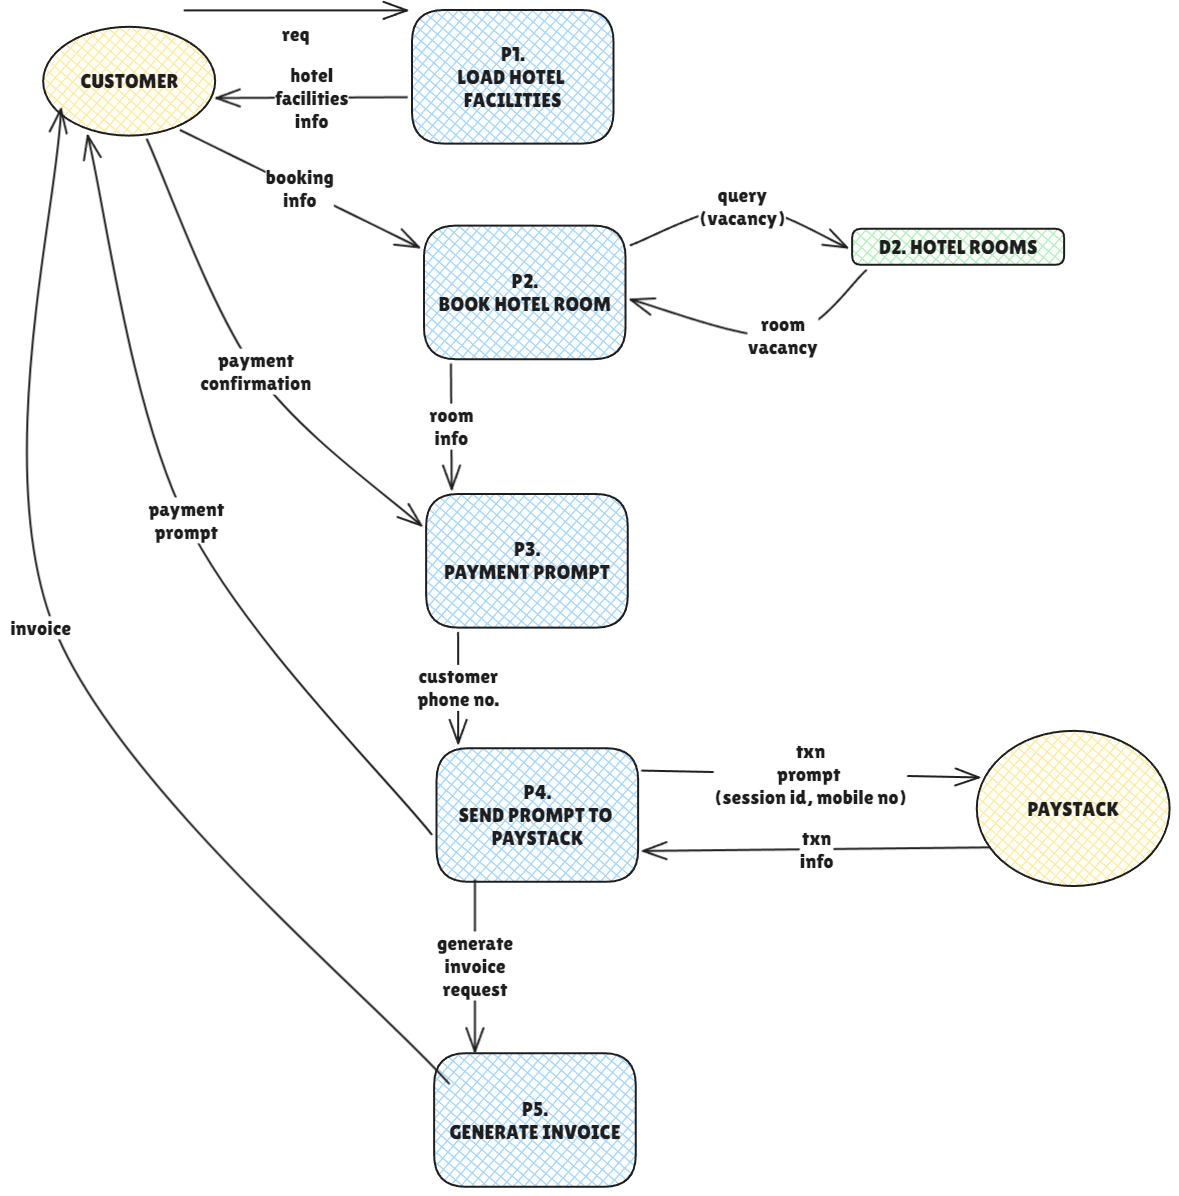 req
P1.
LOAD HOTEL
FACILITIES
CUSTOMER
hotel
facilities
info
booking
info
query
(vacancy)
D2. HOTEL ROOMS
P2.
BOOK HOTEL ROOM
room
vacancy
payment
confirmation
room
info
payment
prompt
P3.
PAYMENT PROMPT
invoice
customer
phone no.
P4.
SEND PROMPT TO
PAYSTACK
txn
prompt
(session id, mobile no)
PAYSTACK
txn
info
generate
invoice
request
P5.
GENERATE INVOICE